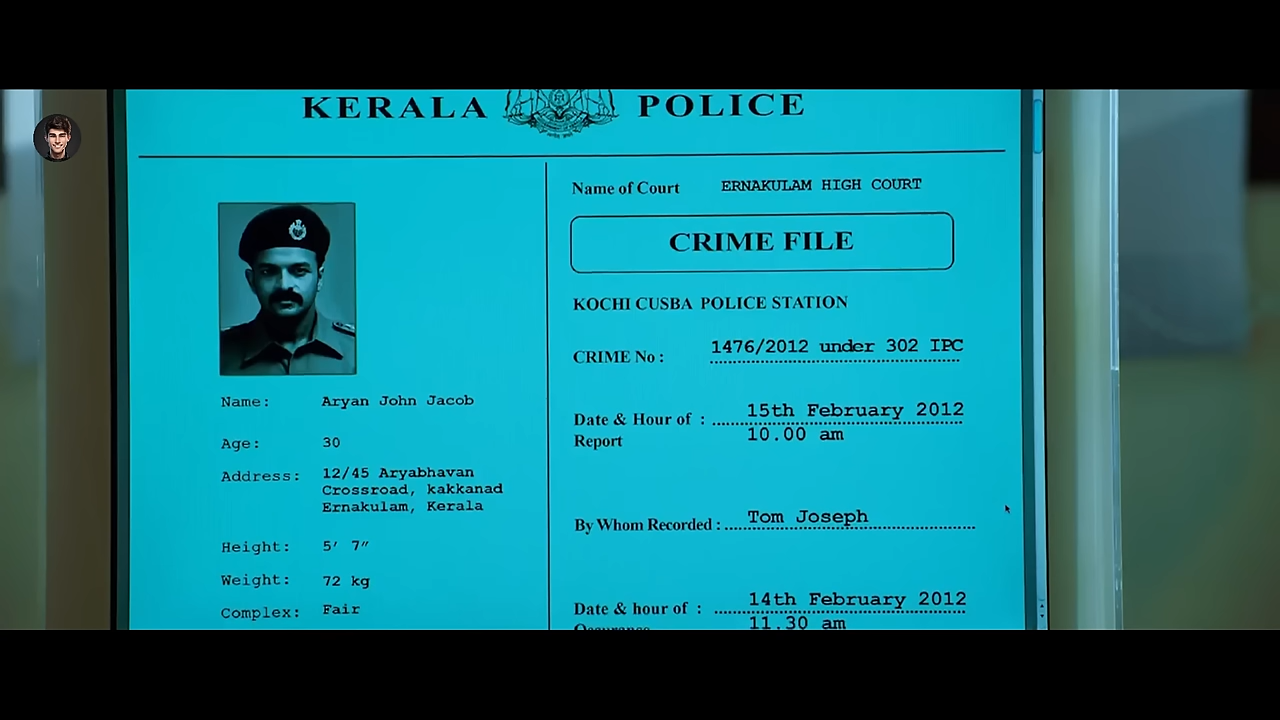 KERALA POLICE
Name: Aryan John Jacob
Age: 30
Address: 12/45 Aryabhavan
Crossroad, kakkanad
Ernakulam, Kerala
Height: 5' 7"
Weight: 72 kg
Complex: Fair
Name of Court ERNAKULAM HIGH COURT
CRIME FILE
KOCHI CUSBA POLICE STATION
CRIME No : 1476/2012 under 302 IPC
Date & Hour of : 15th February 2012
Report 10.00 am
By Whom Recorded : Tom Joseph
Date & hour of : 14th February 2012
11.30 am